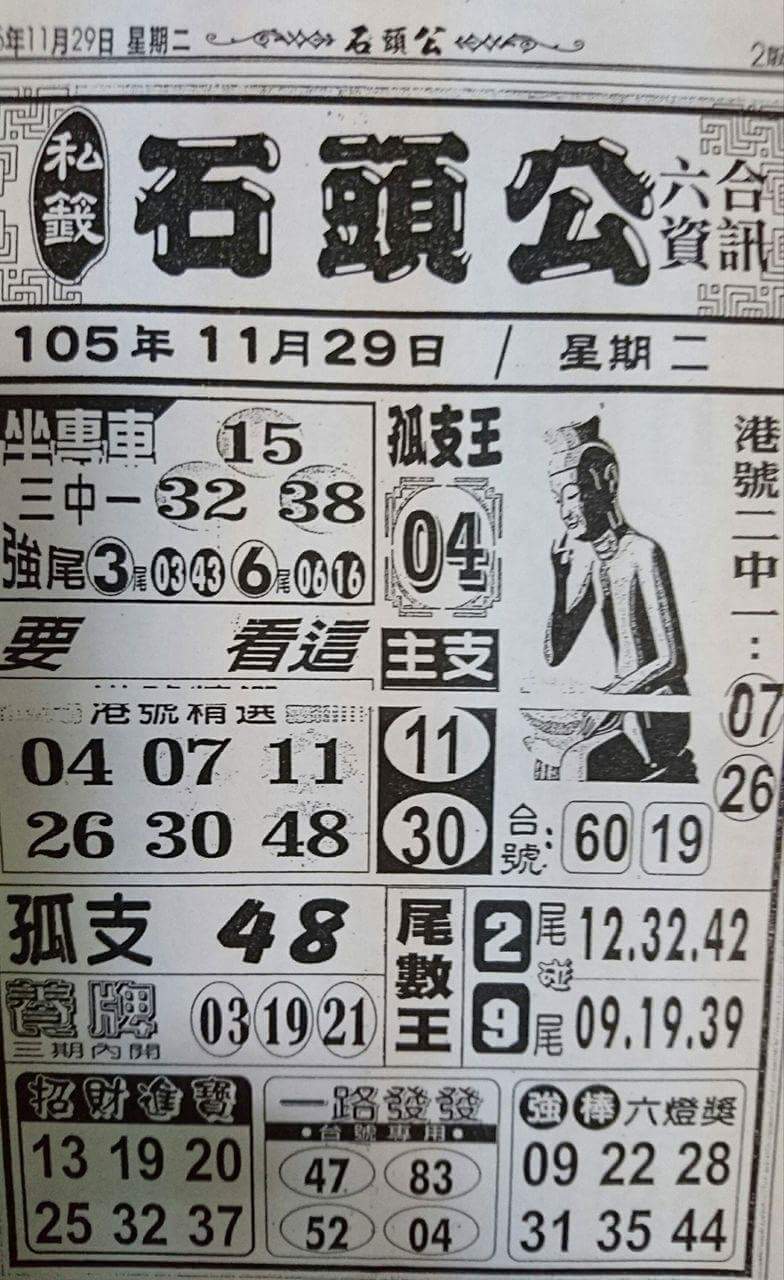 年11月29日 星期二 石頭公 2版
私籤 石頭公 六合資訊
105年11月29日 / 星期二
坐專車 15
三中一 32 38
強尾 3尾 03 43 6尾 06 16
孤支王
04
主支
11
30
港號二中一：
07
26
要 看這
港號精選
04 07 11
26 30 48
台號： 60 19
孤支 48
養牌 03 19 21
三期內開
尾數王
2尾 12.32.42
9尾 09.19.39
招財進寶
13 19 20
25 32 37
一路發發
•台號專用•
47 83
52 04
強棒六燈獎
09 22 28
31 35 44